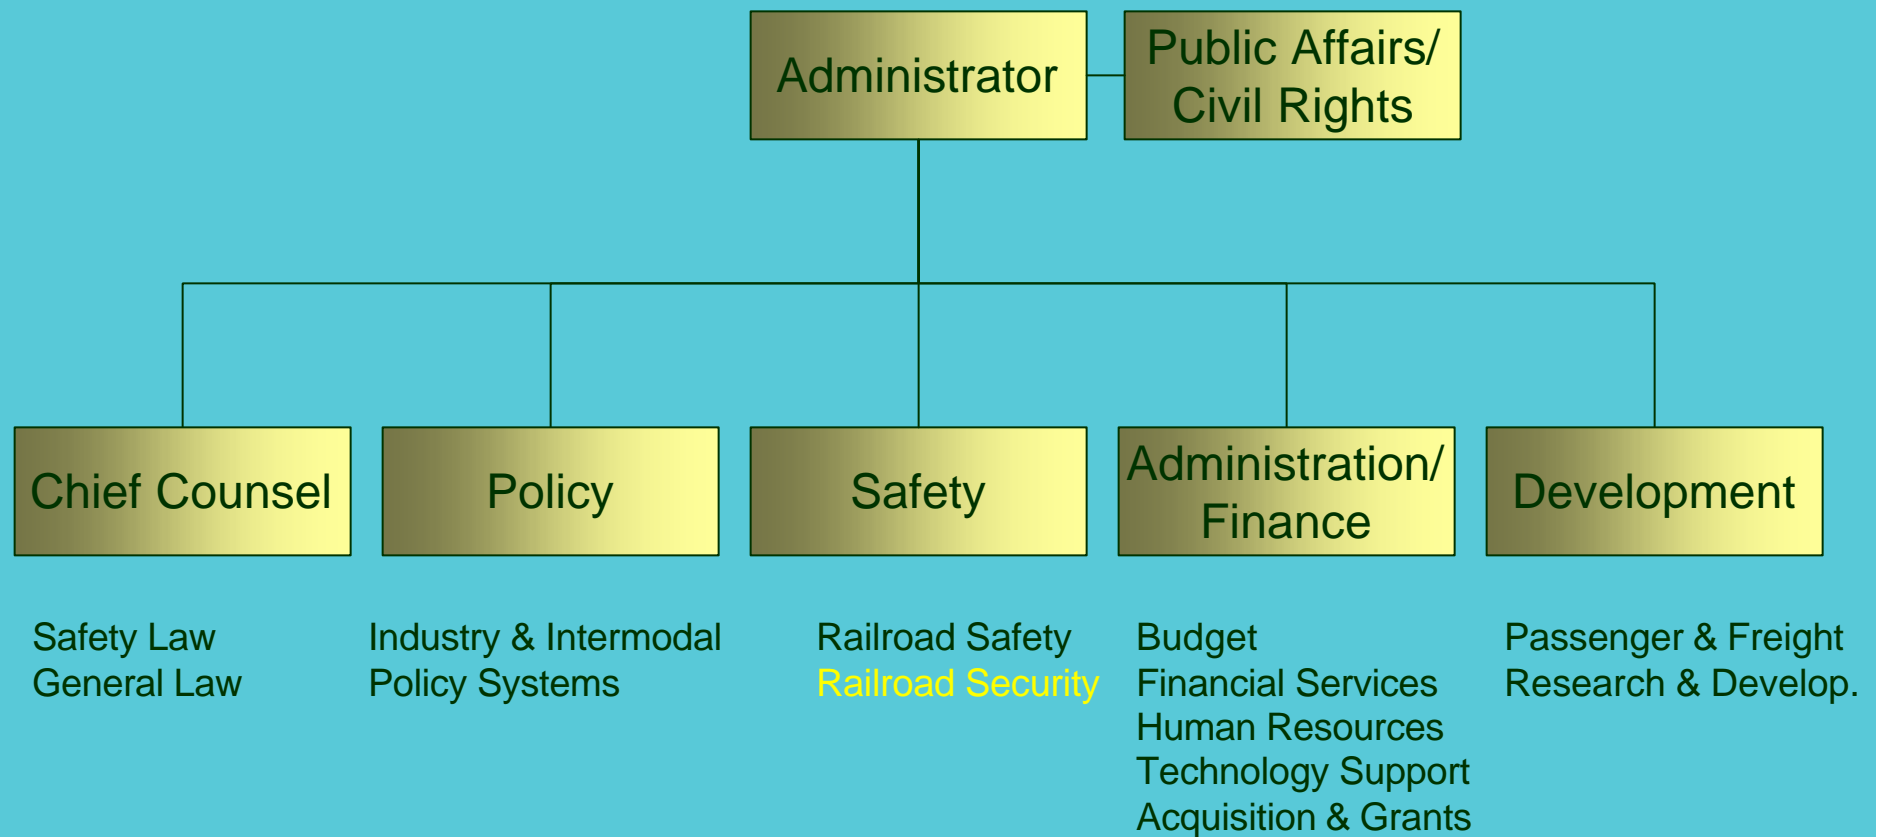 Administrator
Public Affairs/
Civil Rights
Chief Counsel
Policy
Safety
Administration/
Finance
Development
Safety Law
General Law
Industry & Intermodal
Policy Systems
Railroad Safety
Railroad Security
Budget
Financial Services
Human Resources
Technology Support
Acquisition & Grants
Passenger & Freight
Research & Develop.